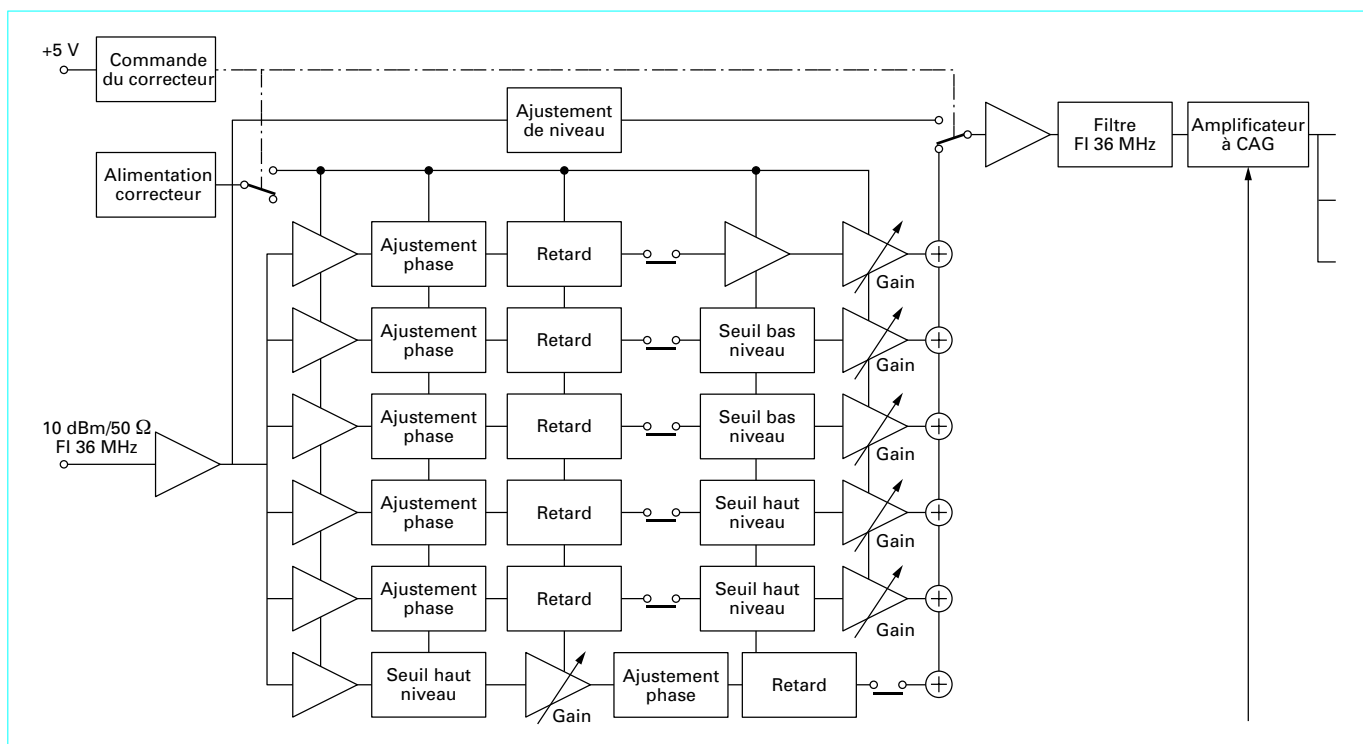 +5 V
Commande
du correcteur
Ajustement
de niveau
Filtre
FI 36 MHz
Amplificateur
à CAG
Alimentation
correcteur
Ajustement
phase
Retard
Gain
Ajustement
phase
Retard
Seuil bas
niveau
Gain
10 dBm/50 Ω
FI 36 MHz
Ajustement
phase
Retard
Seuil bas
niveau
Gain
Ajustement
phase
Retard
Seuil haut
niveau
Gain
Ajustement
phase
Retard
Seuil haut
niveau
Gain
Seuil haut
niveau
Gain
Ajustement
phase
Retard